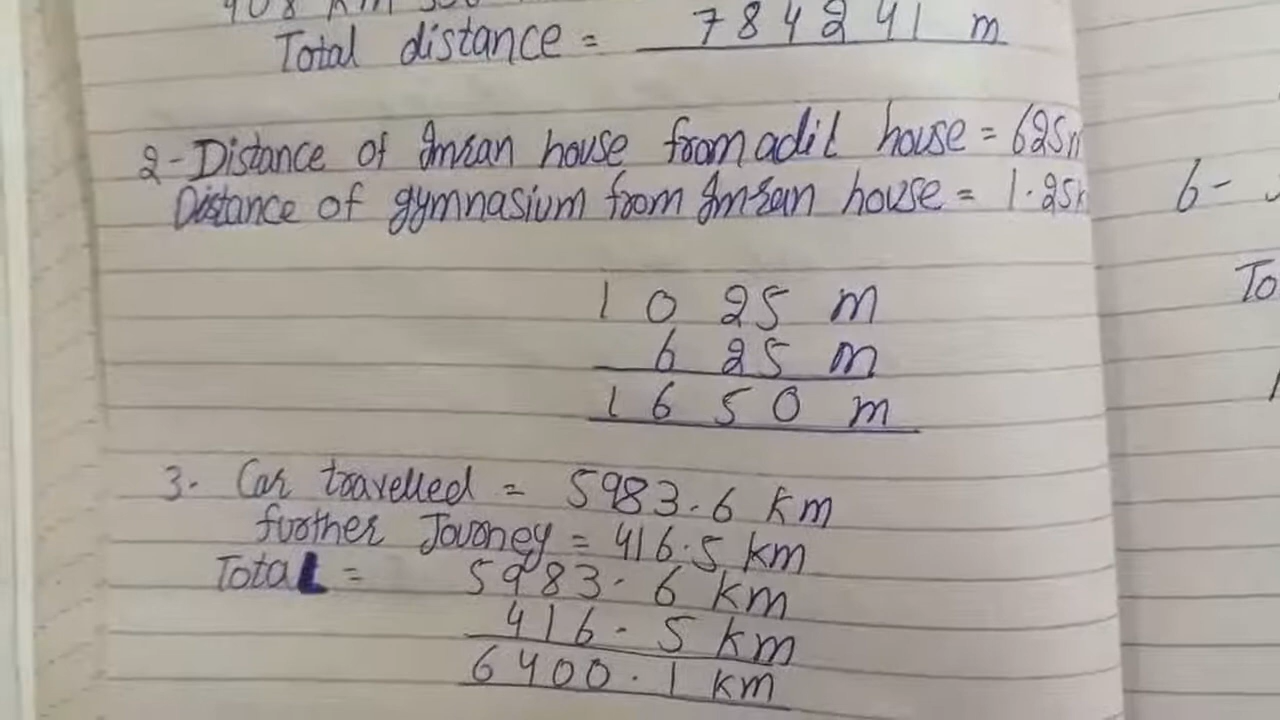 Total distance = 784241 m
2- Distance of Imran house from adil house = 625m
Distance of gymnasium from Imran house = 1.25k
1025 m
625 m
1650 m
3. Car travelled = 5983.6 km
further Journey = 416.5 km
Total = 5983.6 km
416.5 km
6400.1 km
6-
To